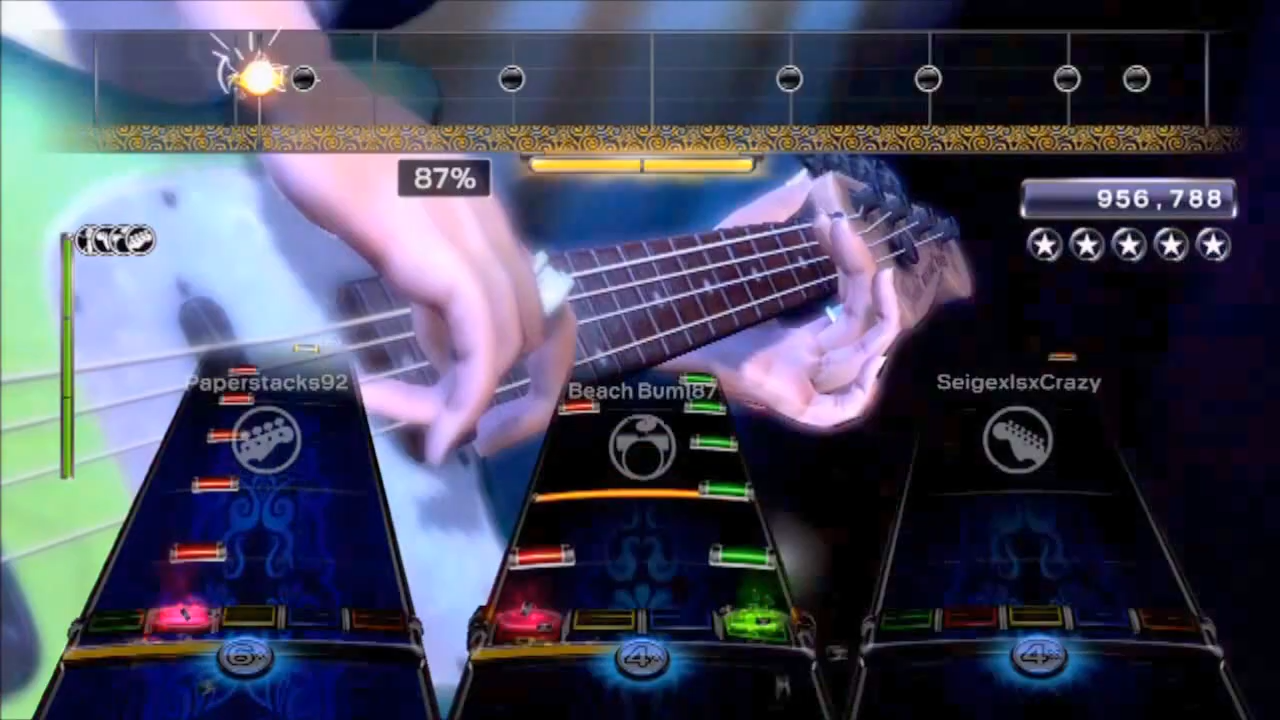 87%
956,788
Paperstacks92
Beach Bum187
SeigexIsxCrazy
6x
4x
4x